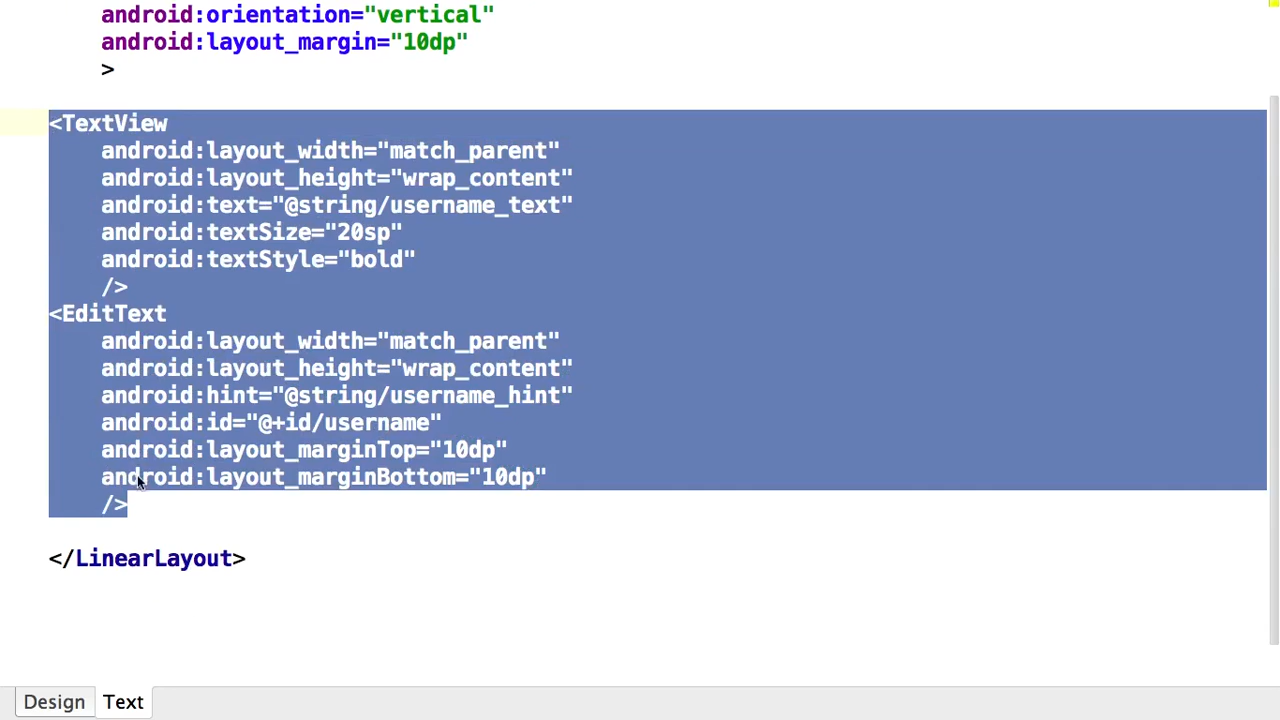 android:orientation="vertical"
android:layout_margin="10dp"
>
<TextView
android:layout_width="match_parent"
android:layout_height="wrap_content"
android:text="@string/username_text"
android:textSize="20sp"
android:textStyle="bold"
/>
<EditText
android:layout_width="match_parent"
android:layout_height="wrap_content"
android:hint="@string/username_hint"
android:id="@+id/username"
android:layout_marginTop="10dp"
android:layout_marginBottom="10dp"
/>
</LinearLayout>
Design Text